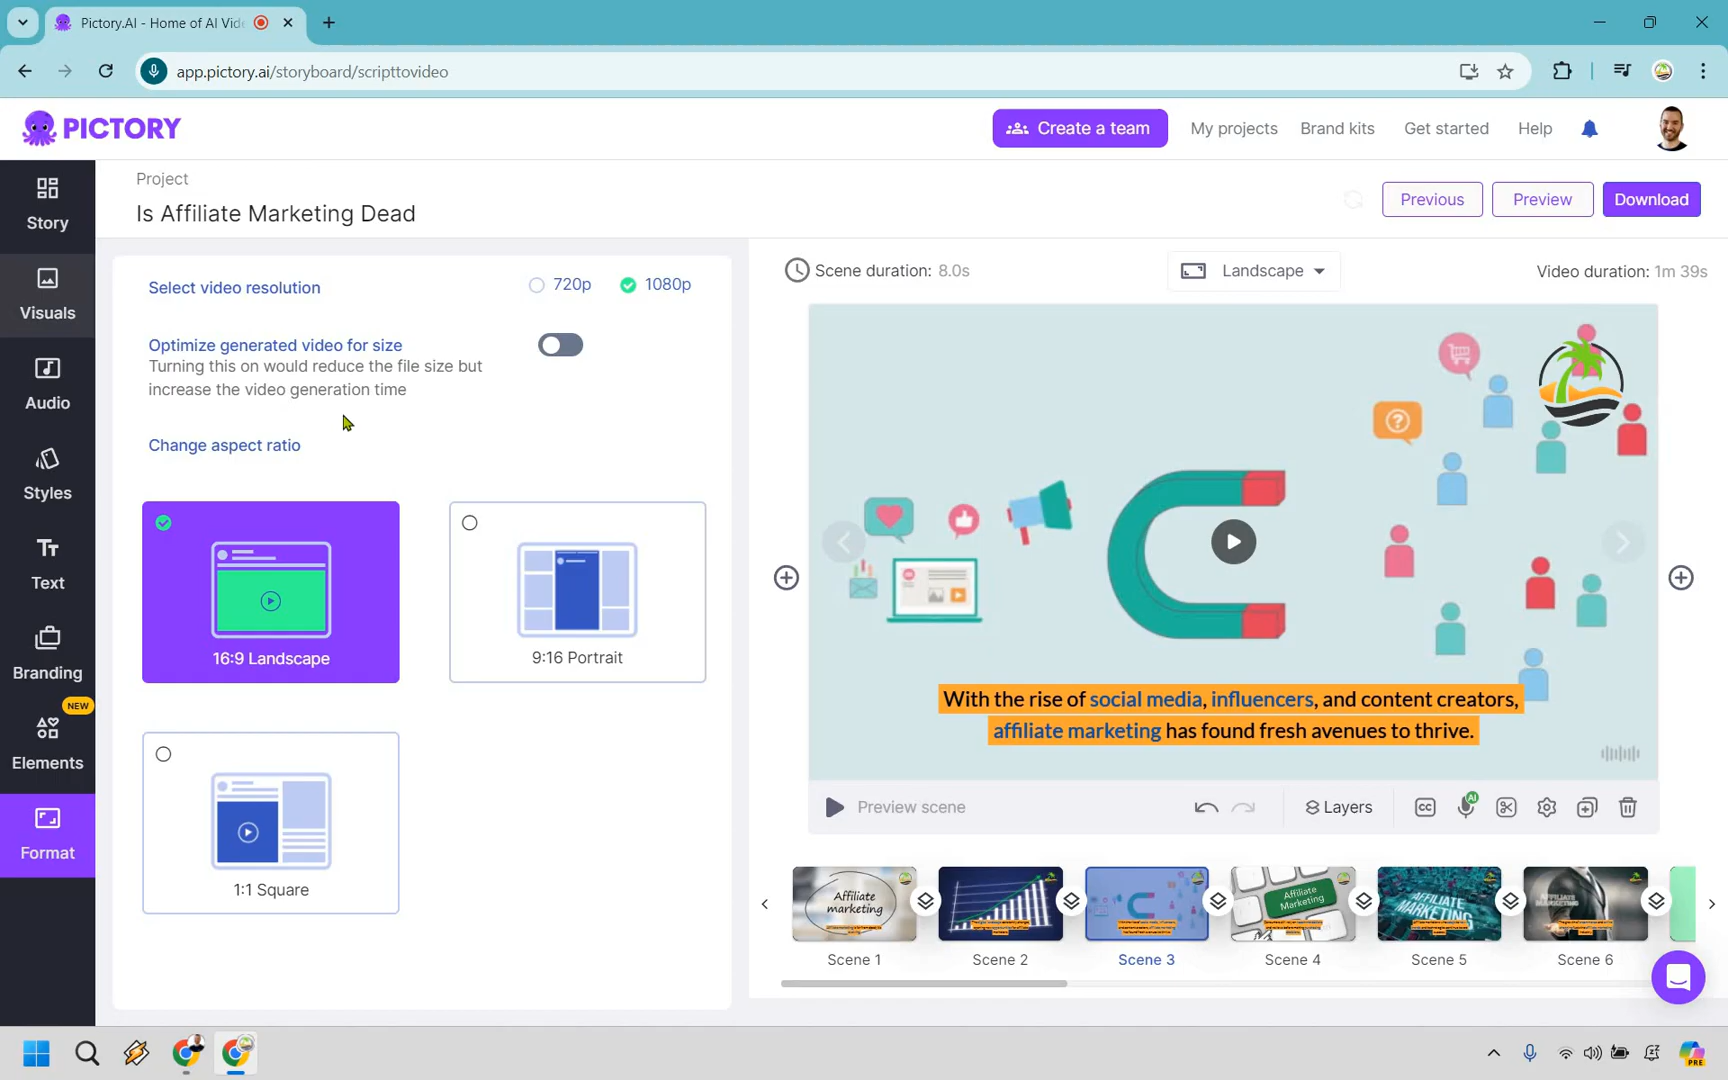 Pictory.AI - Home of AI Vid
app.pictory.ai/storyboard/scripttovideo
PICTORY
Create a team
My projects
Brand kits
Get started
Help
Project
Is Affiliate Marketing Dead
Previous
Preview
Download
Story
Visuals
Audio
Styles
Text
Branding
NEW
Elements
Format
Select video resolution
720p
1080p
Optimize generated video for size
Turning this on would reduce the file size but
increase the video generation time
Change aspect ratio
16:9 Landscape
9:16 Portrait
1:1 Square
Scene duration: 8.0s
Landscape
Video duration: 1m 39s
With the rise of social media, influencers, and content creators,
affiliate marketing has found fresh avenues to thrive.
Preview scene
Layers
CC
AI
Affiliate
marketing
Affiliate
Marketing
AFFILIATE
MARKETING
Scene 1
Scene 2
Scene 3
Scene 4
Scene 5
Scene 6
PRE